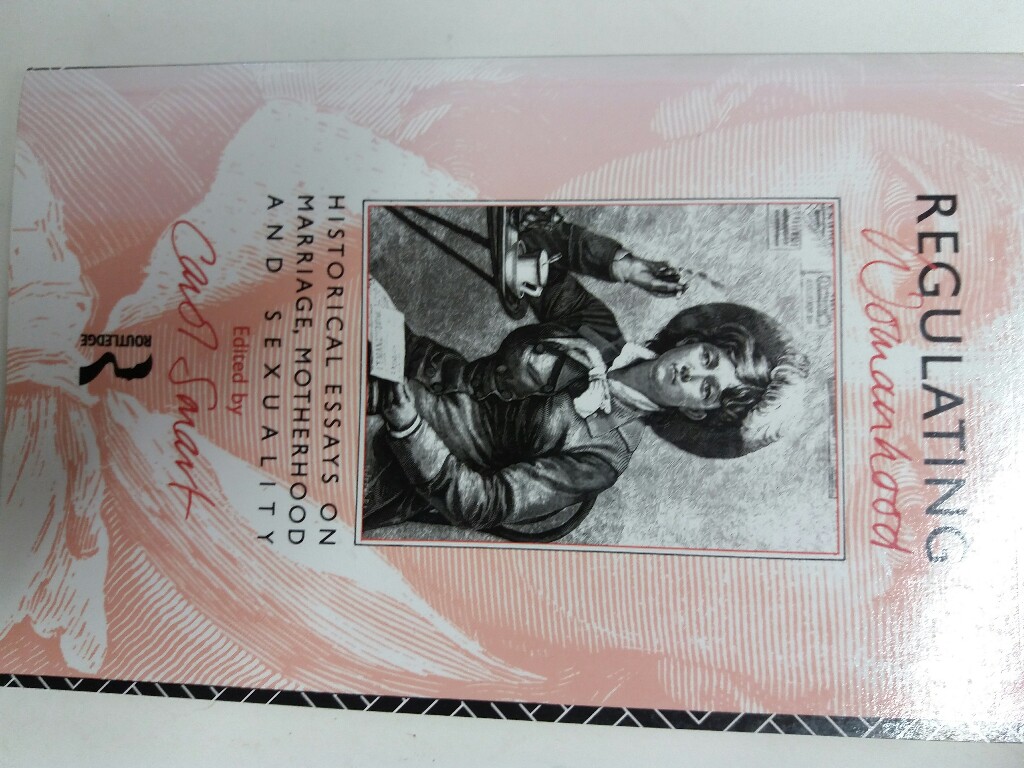 REGULATING
Womanhood
HISTORICAL ESSAYS ON
MARRIAGE, MOTHERHOOD
AND SEXUALITY
Edited by
Carol Smart
ROUTLEDGE